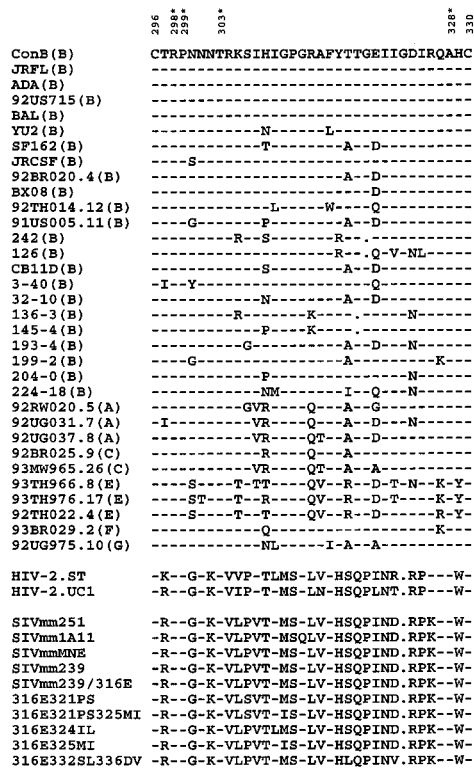 296
298*
299*
303*
328*
330
ConB(B) CTRPNNNTRKSIHIGPGRAFYTTGEIIGDIRQAHC
JRFL(B) -----------------------------------
ADA(B) -----------------------------------
92US715(B) -----------------------------------
BAL(B) -----------------------------------
YU2(B) ------------N------L---------------
SF162(B) ------------T--------A--D----------
JRCSF(B) ----S------------------------------
92BR020.4(B) ---------------------A--D----------
BX08(B) ------------------------D----------
92TH014.12(B) -------------L-----W----Q----------
91US005.11(B) ----G-------P--------A--D----------
242(B) ---------R--S-------R--.-----------
126(B) --------------------R--.Q-V-NL-----
CB11D(B) ------------S--------A--D----------
3-40(B) -I--Y-------------------Q----------
32-10(B) ------------N--------A--D----------
136-3(B) ---------R-------K----------N------
145-4(B) ------------P----K----.------------
193-4(B) ----------G----------A--D---N------
199-2(B) ----G----------------A---------K---
204-0(B) ------------P---------------N------
224-18(B) ------------NM-------I--Q---N------
92RW020.5(A) ----------GVR----Q---A--G----------
92UG031.7(A) -I---------VR----Q---A--D---N------
92UG037.8(A) -----------VR----QT--A--D----------
92BR025.9(C) ------------R----Q---A--D----------
93MW965.26(C) -----------VR----Q---A--A----------
93TH966.8(E) ----S----T-TT----QV--R--D-T-N--K-Y-
93TH976.17(E) ----ST---T--R----QV--R--D-T----K-Y-
92TH022.4(E) ----S----T--T----QV--R--D------R-Y-
93BR029.2(F) ------------Q------------------K---
92UG975.10(G) ------------NL-----I-A--A----------
HIV-2.ST -K--G-K-VVP-TLMS-LV-HSQPINR.RP---W-
HIV-2.UC1 -R--G-K-VIP-T-MS-LN-HSQPLNT.RP---W-
SIVmm251 -R--G-K-VLPVT-MS-LV-HSQPIND.RPK--W-
SIVmm1A11 -R--G-K-VLPVT-MSQLV-HSQPIND.RPK--W-
SIVmmMNE -R--G-K-VLPVT-MS-LV-HSQPIND.RPK--W-
SIVmm239 -R--G-K-VLPVT-MS-LV-HSQPIND.RPK--W-
SIVmm239/316E -R--G-K-VLPVT-MS-LV-HSQPIND.RPK--W-
316E321PS -R--G-K-VLSVT-MS-LV-HSQPIND.RPK--W-
316E321PS325MI -R--G-K-VLSVT-IS-LV-HSQPIND.RPK--W-
316E324IL -R--G-K-VLPVTLMS-LV-HSQPIND.RPK--W-
316E325MI -R--G-K-VLPVT-IS-LV-HSQPIND.RPK--W-
316E332SL336DV -R--G-K-VLPVT-MS-LV-HLQPINV.RPK--W-